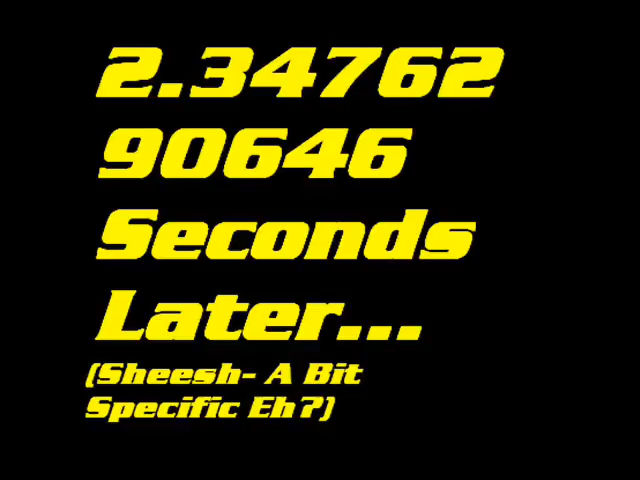 2.34762
90646
Seconds
Later...
(Sheesh- A Bit
Specific Eh?)